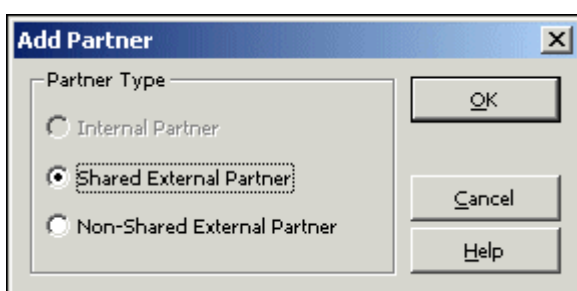 Add Partner
Partner Type
Internal Partner
Shared External Partner
Non-Shared External Partner
OK
Cancel
Help